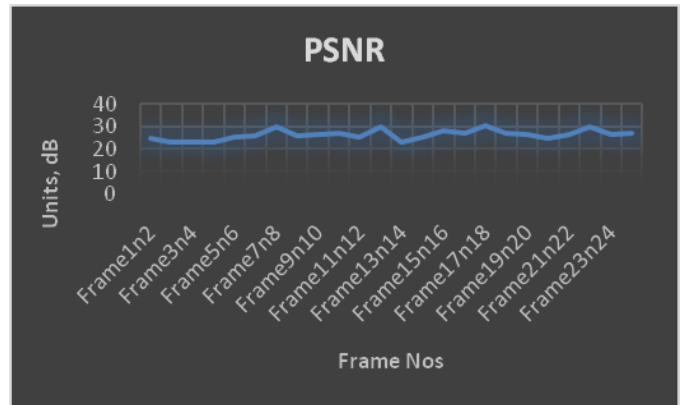 PSNR
Units, dB
40
30
20
10
0
Frame1n2
Frame3n4
Frame5n6
Frame7n8
Frame9n10
Frame11n12
Frame13n14
Frame15n16
Frame17n18
Frame19n20
Frame21n22
Frame23n24
Frame Nos